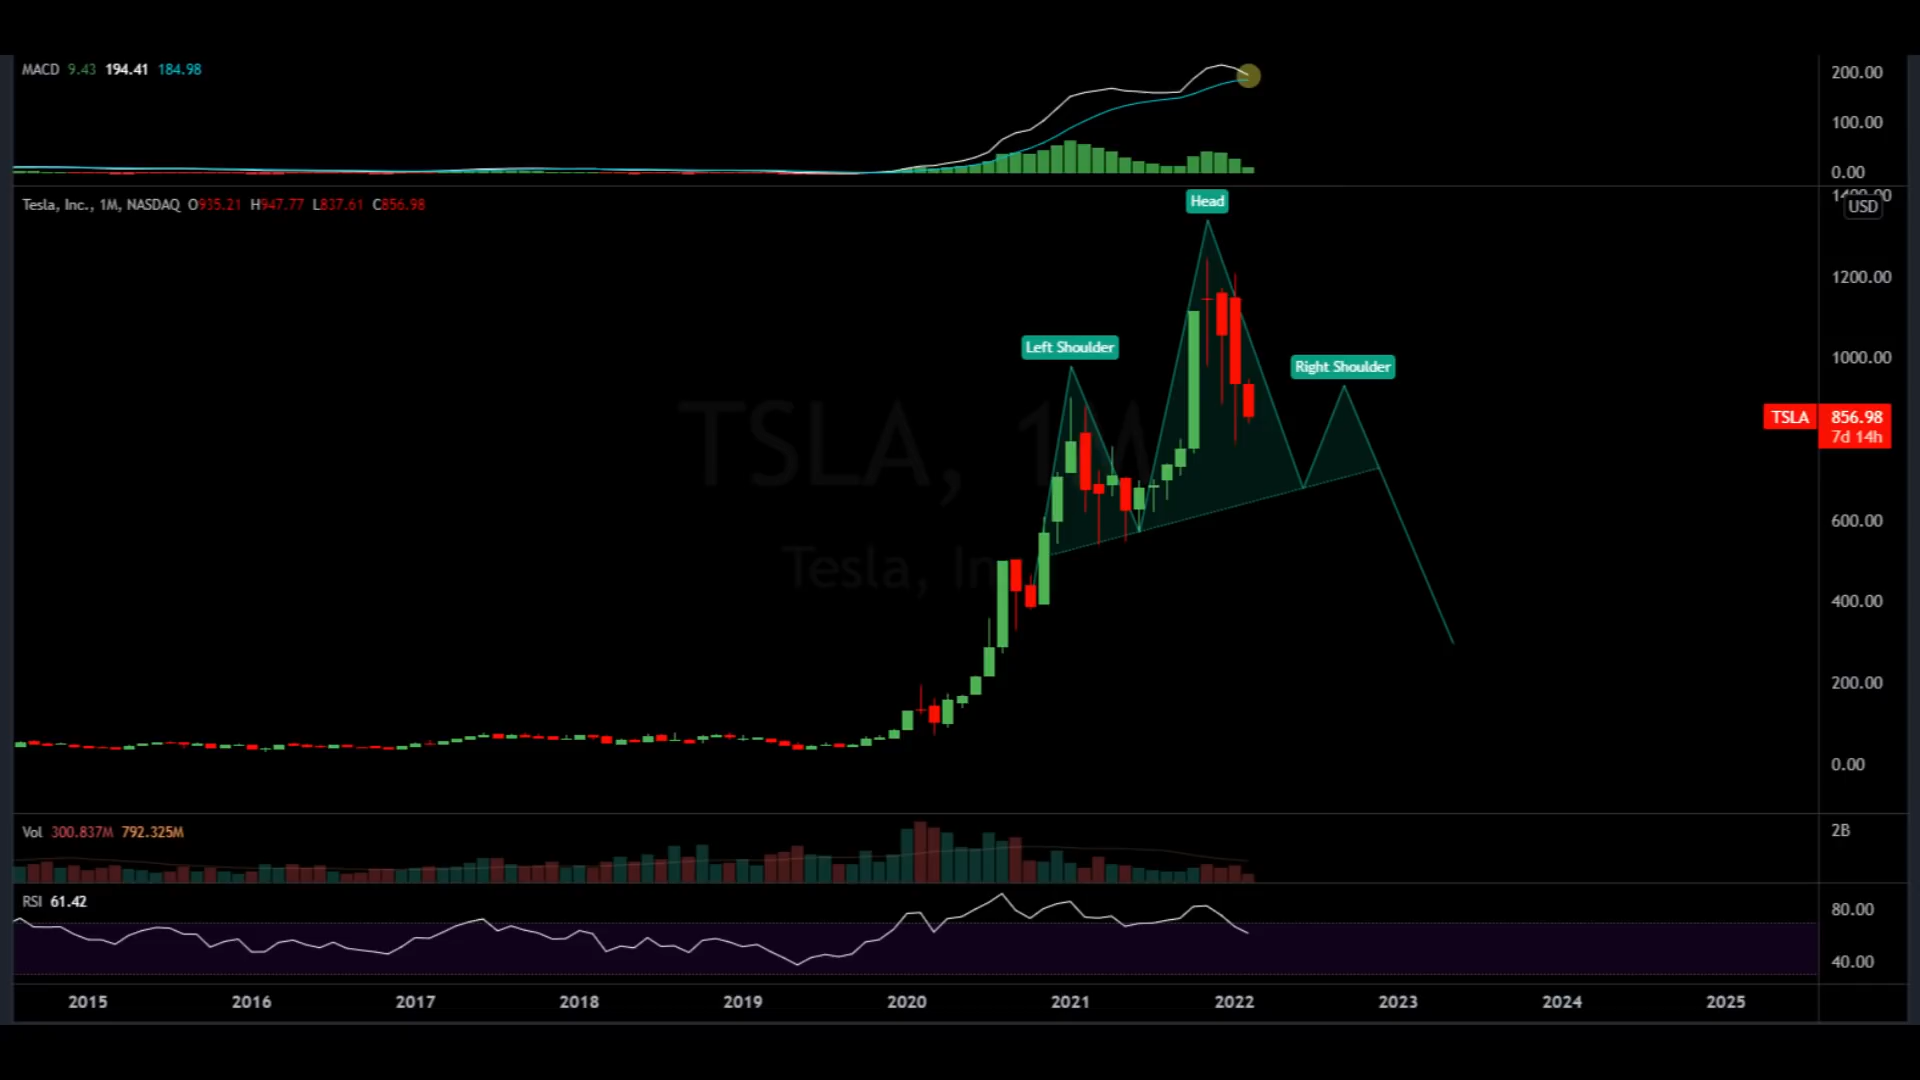 MACD 9.43 194.41 184.98
200.00
100.00
0.00
Tesla, Inc., 1M, NASDAQ O935.21 H947.77 L837.61 C856.98
Head
USD
1200.00
Left Shoulder
1000.00
Right Shoulder
TSLA 856.98
7d 14h
TSLA, 1M
600.00
Tesla, In
400.00
200.00
0.00
Vol 300.837M 792.325M
2B
RSI 61.42
80.00
40.00
2015 2016 2017 2018 2019 2020 2021 2022 2023 2024 2025